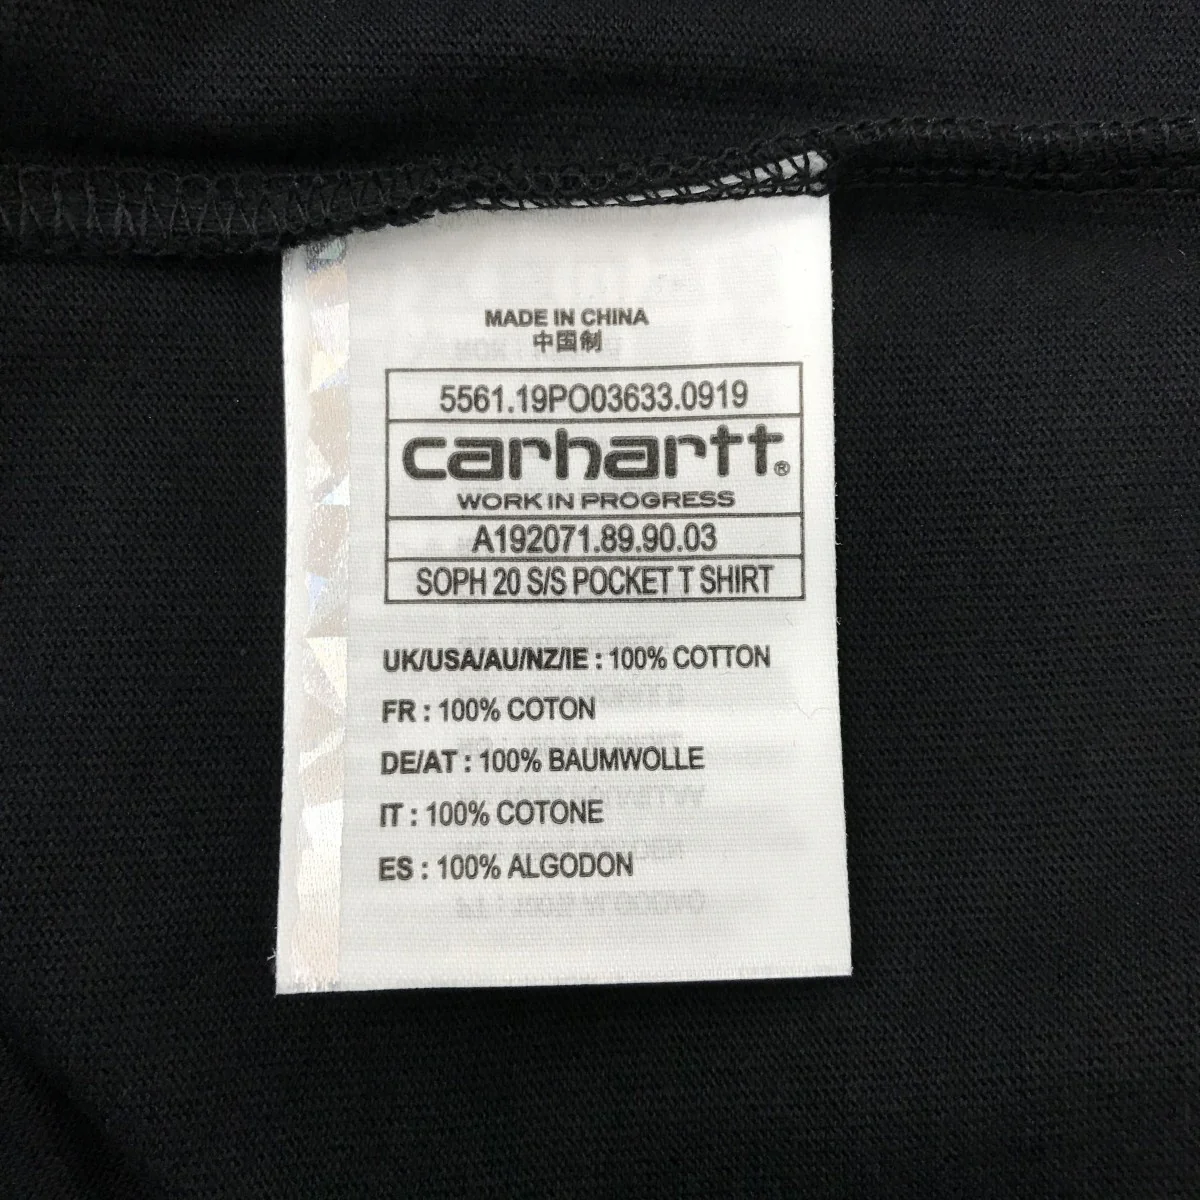 MADE IN CHINA
中国制
5561.19PO03633.0919
carhartt®
WORK IN PROGRESS
A192071.89.90.03
SOPH 20 S/S POCKET T SHIRT
UK/USA/AU/NZ/IE : 100% COTTON
FR : 100% COTON
DE/AT : 100% BAUMWOLLE
IT : 100% COTONE
ES : 100% ALGODON